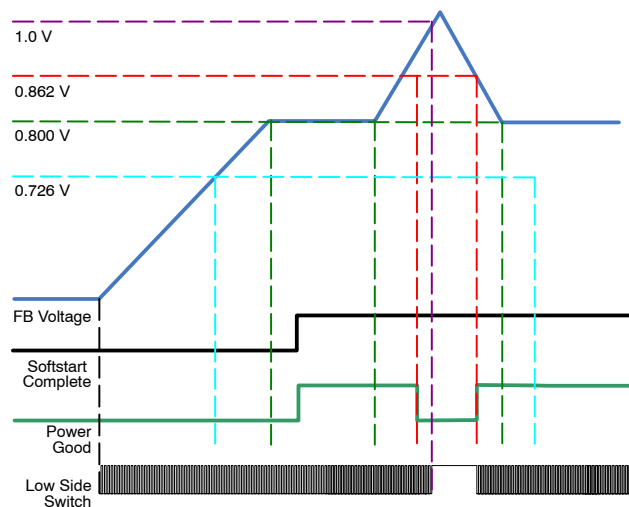 1.0 V
0.862 V
0.800 V
0.726 V
FB Voltage
Softstart
Complete
Power
Good
Low Side
Switch